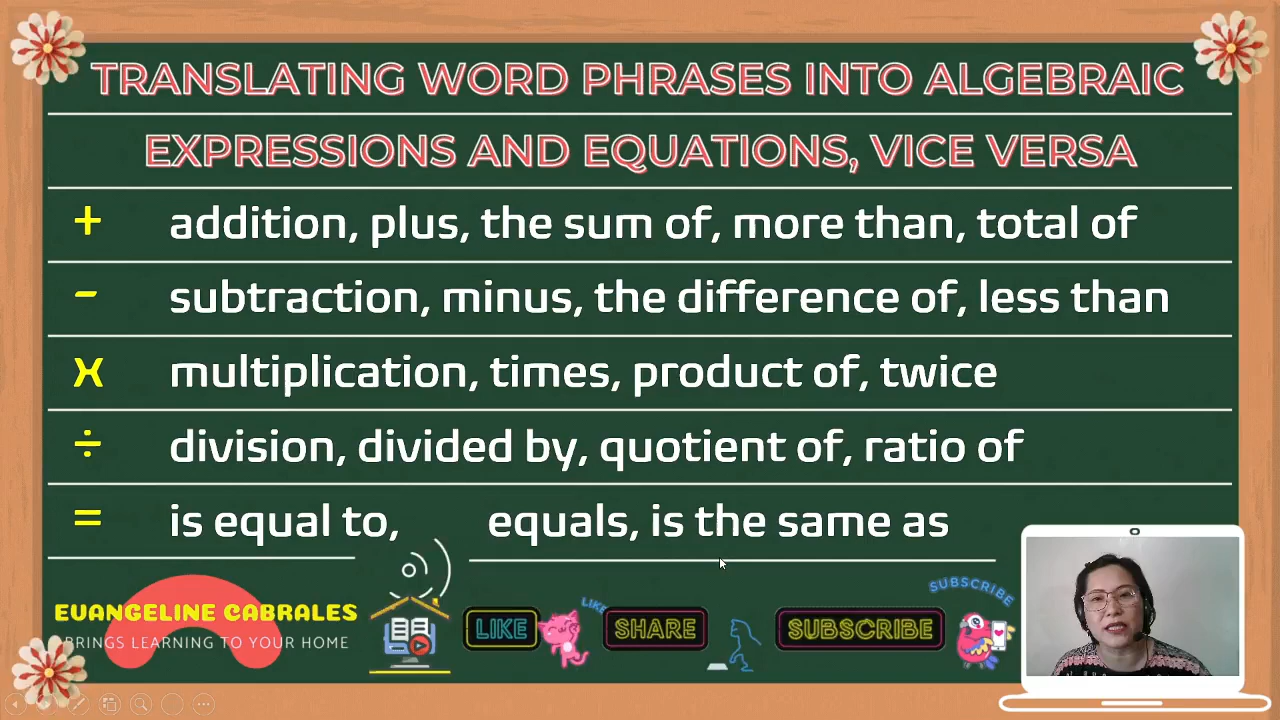 TRANSLATING WORD PHRASES INTO ALGEBRAIC
EXPRESSIONS AND EQUATIONS, VICE VERSA
+ addition, plus, the sum of, more than, total of
- subtraction, minus, the difference of, less than
x multiplication, times, product of, twice
÷ division, divided by, quotient of, ratio of
= is equal to, equals, is the same as
EVANGELINE CABRALES
BRINGS LEARNING TO YOUR HOME
LIKE
LIKE
SHARE
SUBSCRIBE
SUBSCRIBE